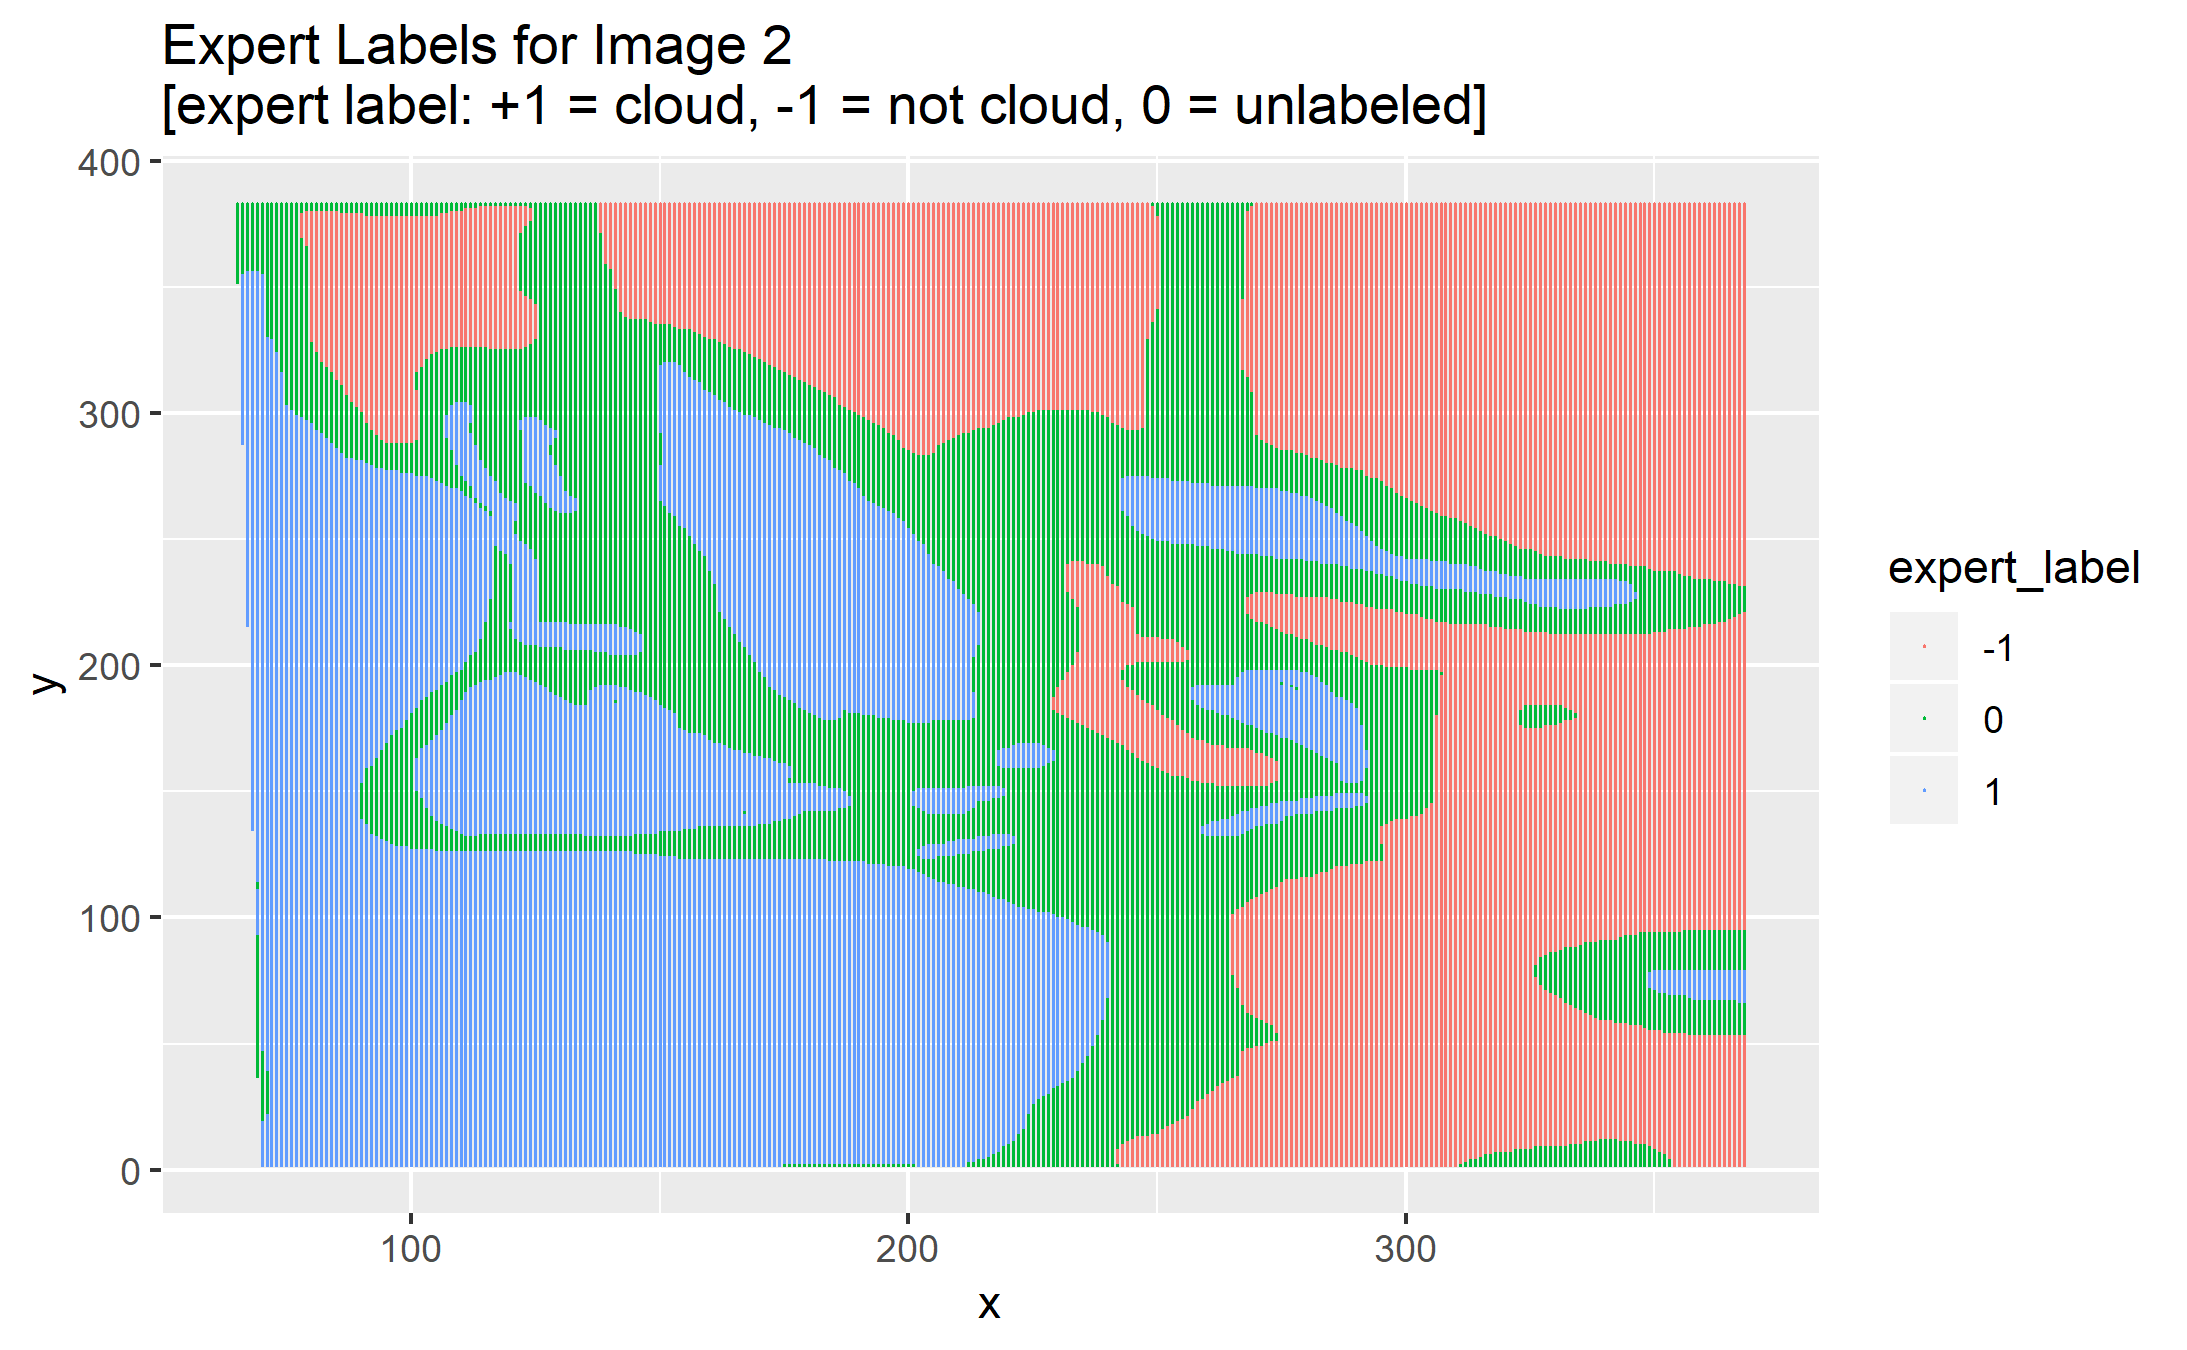 Expert Labels for Image 2
[expert label: +1 = cloud, -1 = not cloud, 0 = unlabeled]
400
300
200
100
0
y
100
200
300
x
expert_label
-1
0
1